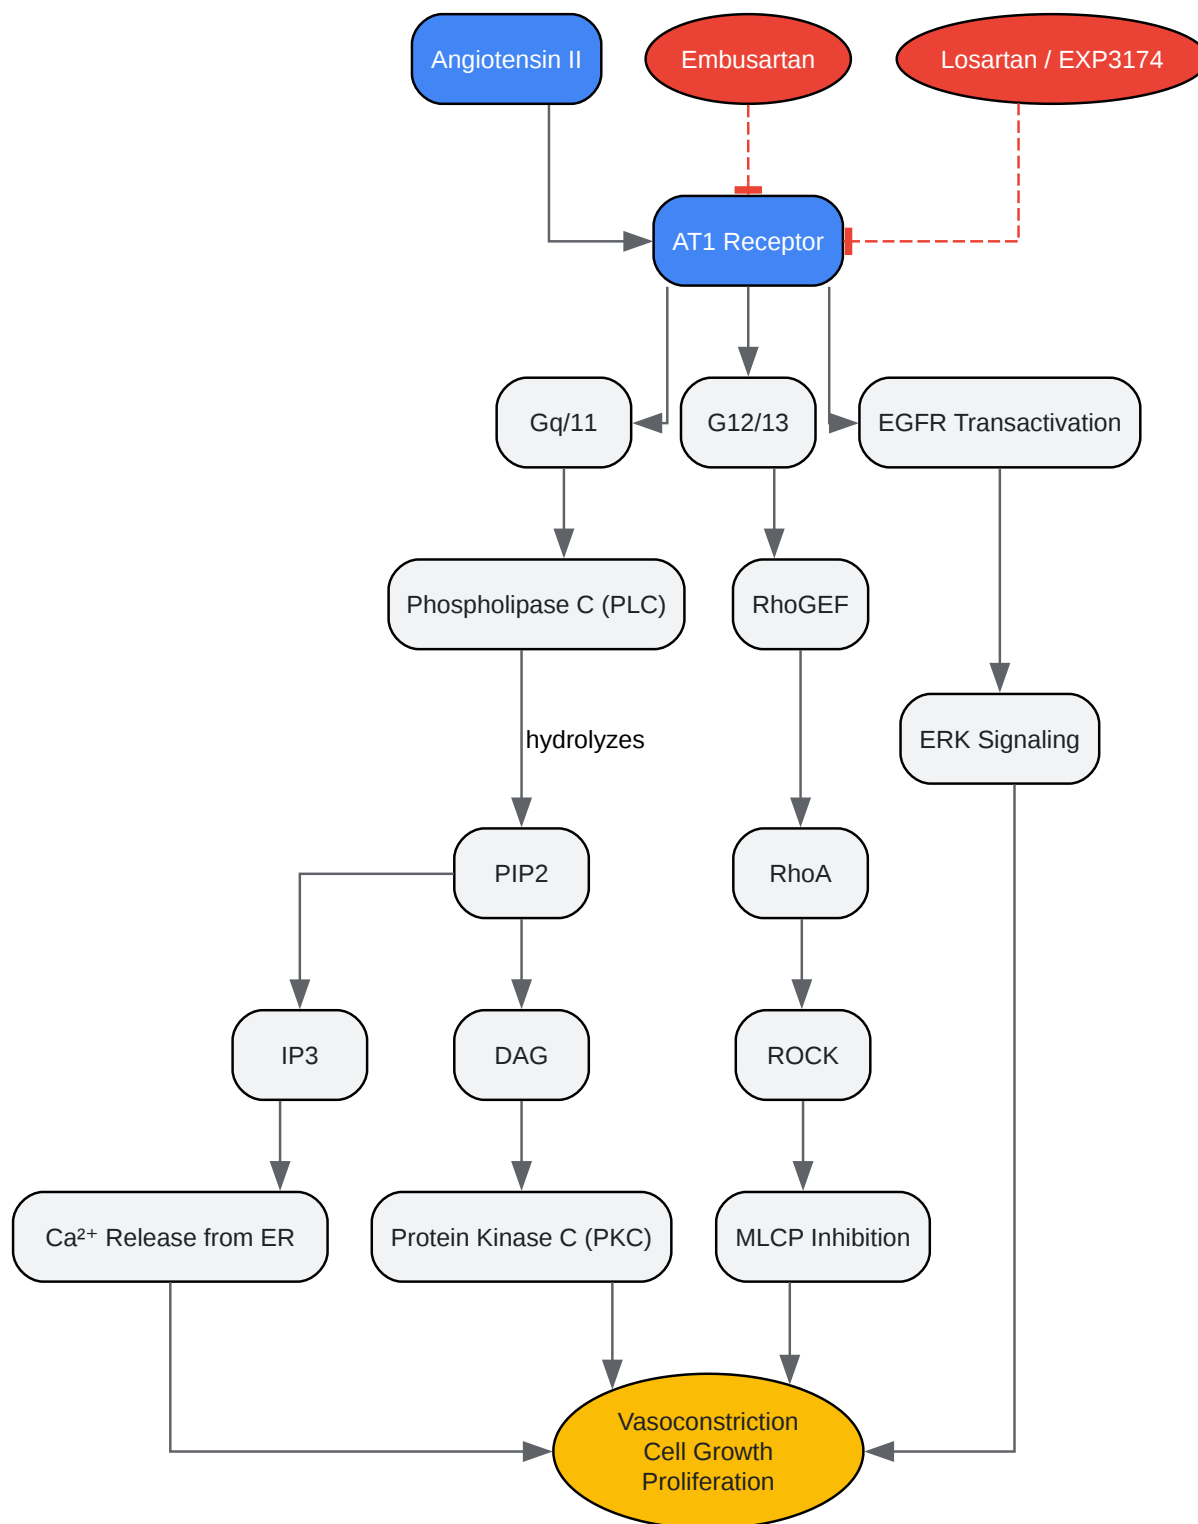 Angiotensin II
Embusartan
Losartan / EXP3174
AT1 Receptor
Gq/11
G12/13
EGFR Transactivation
Phospholipase C (PLC)
RhoGEF
hydrolyzes
ERK Signaling
PIP2
RhoA
IP3
DAG
ROCK
Ca²⁺ Release from ER
Protein Kinase C (PKC)
MLCP Inhibition
Vasoconstriction
Cell Growth
Proliferation